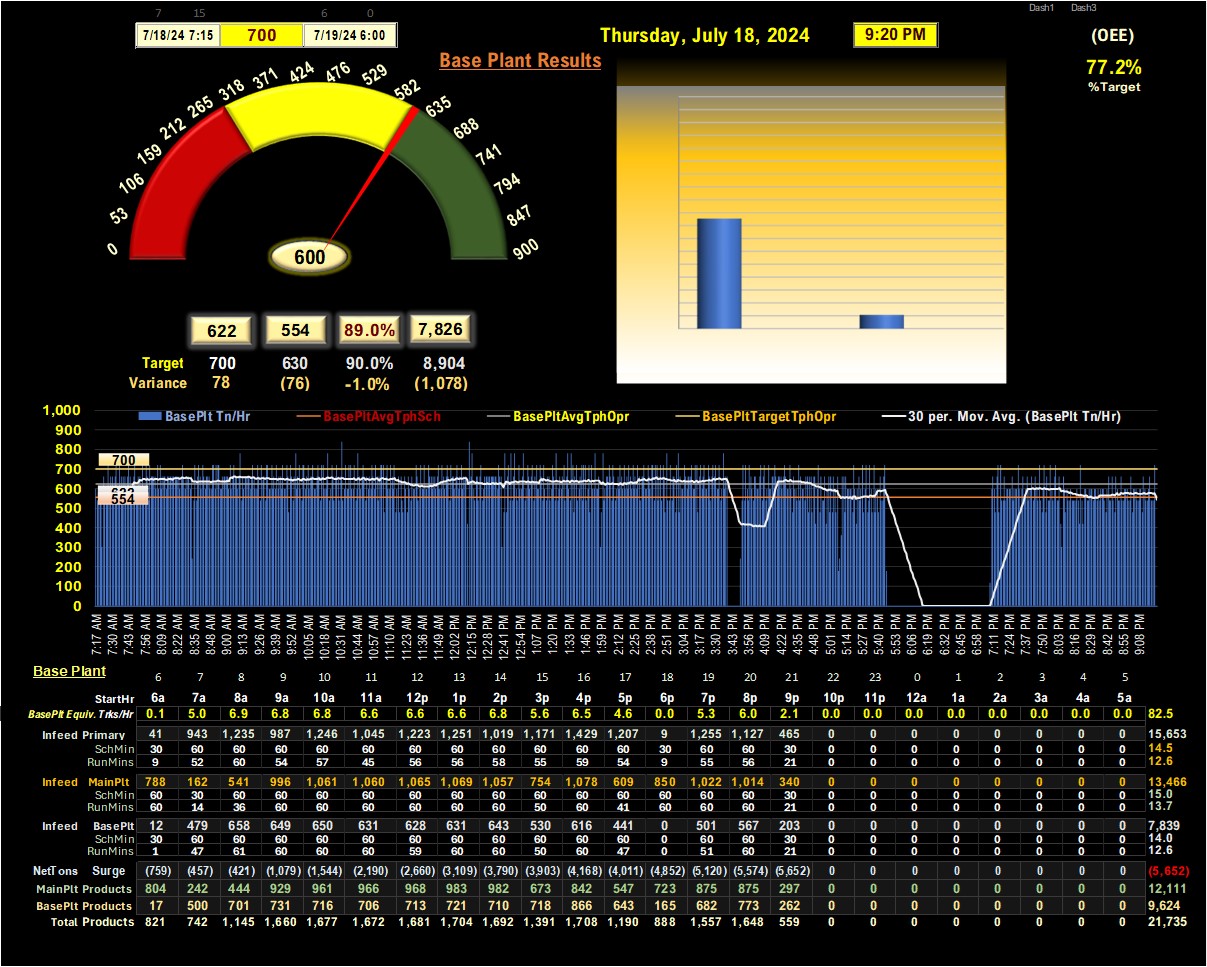 7 15 6 0 Dash1 Dash3
7/18/24 7:15 700 7/19/24 6:00
Thursday, July 18, 2024 9:20 PM (OEE)
Base Plant Results
77.2%
%Target
0 53 106 159 212 265 318 371 424 476 529 582 635 688 741 794 847 900
600
622 554 89.0% 7,826
Target 700 630 90.0% 8,904
Variance 78 (76) -1.0% (1,078)
BasePlt Tn/Hr BasePltAvgTphSch BasePltAvgTphOpr BasePltTargetTphOpr 30 per. Mov. Avg. (BasePlt Tn/Hr)
1,000
900
800
700
600
500
400
300
200
100
0
700
554
7:17 AM 7:30 AM 7:43 AM 7:56 AM 8:09 AM 8:22 AM 8:35 AM 8:48 AM 9:00 AM 9:26 AM 9:39 AM 9:52 AM 10:05 AM 10:18 AM 10:31 AM 10:44 AM 10:57 AM 11:10 AM 11:23 AM 11:36 AM 11:49 AM 12:02 PM 12:15 PM 12:28 PM 12:41 PM 12:54 PM 1:07 PM 1:20 PM 1:33 PM 1:46 PM 1:59 PM 2:12 PM 2:25 PM 2:38 PM 2:51 PM 3:04 PM 3:17 PM 3:30 PM 3:43 PM 3:56 PM 4:09 PM 4:22 PM 4:35 PM 4:48 PM 5:01 PM 5:14 PM 5:27 PM 5:40 PM 5:53 PM 6:06 PM 6:19 PM 6:32 PM 6:45 PM 6:58 PM 7:11 PM 7:24 PM 7:37 PM 7:50 PM 8:03 PM 8:16 PM 8:29 PM 8:42 PM 8:55 PM 9:08 PM
Base Plant 6 7 8 9 10 11 12 13 14 15 16 17 18 19 20 21 22 23 0 1 2 3 4 5
StartHr 6a 7a 8a 9a 10a 11a 12p 1p 2p 3p 4p 5p 6p 7p 8p 9p 10p 11p 12a 1a 2a 3a 4a 5a
BasePlt Equiv. Trks/Hr 0.1 5.0 6.9 6.8 6.8 6.6 6.6 6.6 6.8 5.6 6.5 4.6 0.0 5.3 6.0 2.1 0.0 0.0 0.0 0.0 0.0 0.0 0.0 0.0 82.5
Infeed Primary 41 943 1,235 987 1,246 1,045 1,223 1,251 1,019 1,171 1,429 1,207 9 1,255 1,127 465 0 0 0 0 0 0 0 0 15,653
SchMin 30 60 60 60 60 60 60 60 60 60 60 60 30 60 60 30 0 0 0 0 0 0 0 0 14.5
RunMins 9 52 60 54 57 45 56 56 58 55 59 54 9 55 56 21 0 0 0 0 0 0 0 0 12.6
Infeed MainPlt 788 162 541 996 1,061 1,060 1,065 1,069 1,057 754 1,078 609 850 1,022 1,014 340 0 0 0 0 0 0 0 0 13,466
SchMin 60 30 60 60 60 60 60 60 60 60 60 60 60 60 60 30 0 0 0 0 0 0 0 0 15.0
RunMins 60 14 36 60 60 60 60 60 60 50 60 41 60 60 60 21 0 0 0 0 0 0 0 0 13.7
Infeed BasePlt 12 479 658 649 650 631 628 631 643 530 616 441 0 501 567 203 0 0 0 0 0 0 0 0 7,839
SchMin 30 60 60 60 60 60 60 60 60 60 60 60 0 60 60 30 0 0 0 0 0 0 0 0 14.0
RunMins 1 47 61 60 60 60 59 60 60 50 60 47 0 51 60 21 0 0 0 0 0 0 0 0 12.6
NetTons Surge (759) (457) (421) (1,079) (1,544) (2,190) (2,660) (3,109) (3,790) (3,903) (4,168) (4,011) (4,852) (5,120) (5,574) (5,652) 0 0 0 0 0 0 0 0 (5,652)
MainPlt Products 804 242 444 929 961 966 968 983 982 673 842 547 723 875 875 297 0 0 0 0 0 0 0 0 12,111
BasePlt Products 17 500 701 731 716 706 713 721 710 718 866 643 165 682 773 262 0 0 0 0 0 0 0 0 9,624
Total Products 821 742 1,145 1,660 1,677 1,672 1,681 1,704 1,692 1,391 1,708 1,190 888 1,557 1,648 559 0 0 0 0 0 0 0 0 21,735